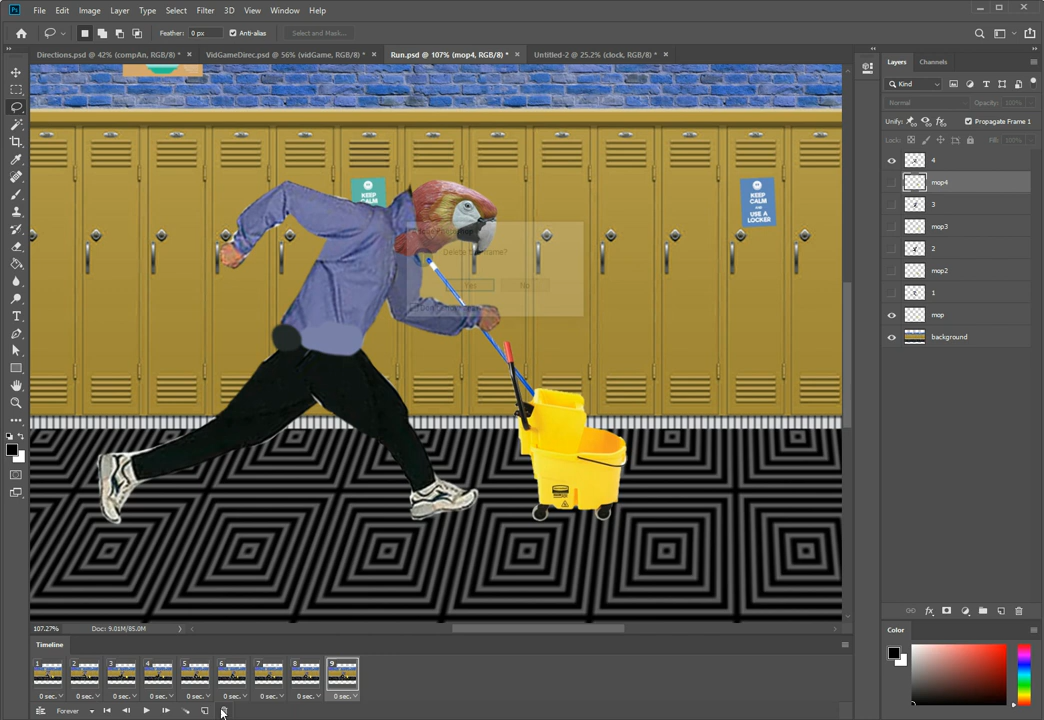 Ps File Edit Image Layer Type Select Filter 3D View Window Help
Feather: 0 px Anti-alias Select and Mask...
Directions.psd @ 42% (compAn, RGB/8) * × VidGameDirec.psd @ 56% (vidGame, RGB/8) * × Run.psd @ 107% (mop4, RGB/8) * × Untitled-2 @ 25.2% (clock, RGB/8) * ×
Layers Channels
Kind
Normal Opacity: 100%
Unify: Propagate Frame 1
Lock: Fill: 100%
4
mop4
3
mop3
2
mop2
1
mop
background
KEEP
CALM
KEEP
CALM
AND
USE A
LOCKER
Yes No
107.27% Doc: 9.01M/85.0M
Timeline
1 2 3 4 5 6 7 8 9
0 sec. 0 sec. 0 sec. 0 sec. 0 sec. 0 sec. 0 sec. 0 sec. 0 sec.
Forever
Color